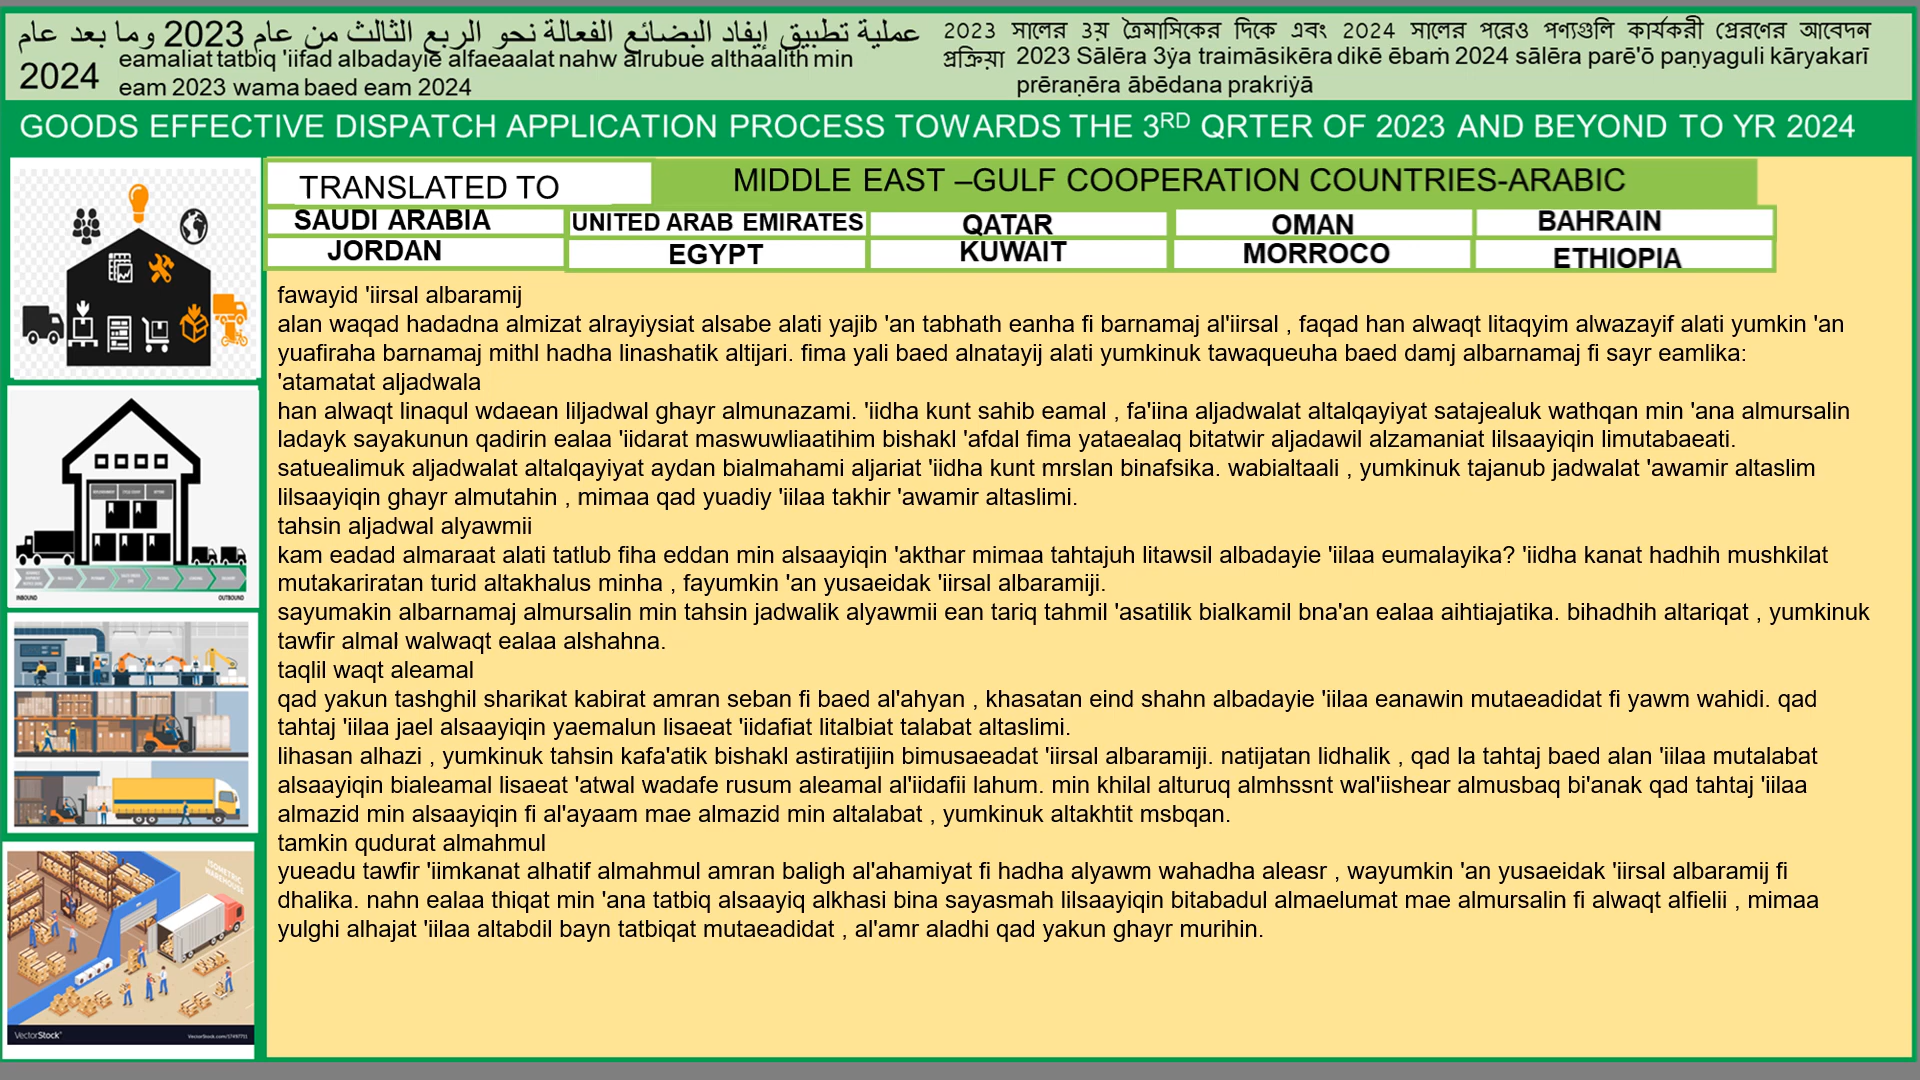 عملية تطبيق إيفاد البضائع الفعالة نحو الربع الثالث من عام 2023 وما بعد عام
2024
eamaliat tatbiq 'iifad albadayie alfaeaalat nahw alrubue althaalith min
eam 2023 wama baed eam 2024
2023 সালের 3য় ত্রৈমাসিকের দিকে এবং 2024 সালের পরেও পণ্যগুলি কার্যকরী প্রেরণের আবেদন
প্রক্রিয়া
2023 Sālēra 3ẏa traimāsikēra dikē ēbaṁ 2024 sālēra parē'ō paṇyaguli kāryakarī
prēraṇēra ābēdana prakriẏā
GOODS EFFECTIVE DISPATCH APPLICATION PROCESS TOWARDS THE 3RD QRTER OF 2023 AND BEYOND TO YR 2024
TRANSLATED TO
MIDDLE EAST –GULF COOPERATION COUNTRIES-ARABIC
SAUDI ARABIA
UNITED ARAB EMIRATES
QATAR
OMAN
BAHRAIN
JORDAN
EGYPT
KUWAIT
MORROCO
ETHIOPIA
fawayid 'iirsal albaramij
alan waqad hadadna almizat alrayiysiat alsabe alati yajib 'an tabhath eanha fi barnamaj al'iirsal , faqad han alwaqt litaqyim alwazayif alati yumkin 'an
yuafiraha barnamaj mithl hadha linashatik altijari. fima yali baed alnatayij alati yumkinuk tawaqueuha baed damj albarnamaj fi sayr eamlika:
'atamatat aljadwala
han alwaqt linaqul wdaean liljadwal ghayr almunazami. 'iidha kunt sahib eamal , fa'iina aljadwalat altalqayiyat satajealuk wathqan min 'ana almursalin
ladayk sayakunun qadirin ealaa 'iidarat maswuwliaatihim bishakl 'afdal fima yataealaq bitatwir aljadawil alzamaniat lilsaayiqin limutabaeati.
satuealimuk aljadwalat altalqayiyat aydan bialmahami aljariat 'iidha kunt mrslan binafsika. wabialtaali , yumkinuk tajanub jadwalat 'awamir altaslim
lilsaayiqin ghayr almutahin , mimaa qad yuadiy 'iilaa takhir 'awamir altaslimi.
tahsin aljadwal alyawmii
kam eadad almaraat alati tatlub fiha eddan min alsaayiqin 'akthar mimaa tahtajuh litawsil albadayie 'iilaa eumalayika? 'iidha kanat hadhih mushkilat
mutakariratan turid altakhalus minha , fayumkin 'an yusaeidak 'iirsal albaramiji.
sayumakin albarnamaj almursalin min tahsin jadwalik alyawmii ean tariq tahmil 'asatilik bialkamil bna'an ealaa aihtiajatika. bihadhih altariqat , yumkinuk
tawfir almal walwaqt ealaa alshahna.
taqlil waqt aleamal
qad yakun tashghil sharikat kabirat amran seban fi baed al'ahyan , khasatan eind shahn albadayie 'iilaa eanawin mutaeadidat fi yawm wahidi. qad
tahtaj 'iilaa jael alsaayiqin yaemalun lisaeat 'iidafiat litalbiat talabat altaslimi.
lihasan alhazi , yumkinuk tahsin kafa'atik bishakl astiratijiin bimusaeadat 'iirsal albaramiji. natijatan lidhalik , qad la tahtaj baed alan 'iilaa mutalabat
alsaayiqin bialeamal lisaeat 'atwal wadafe rusum aleamal al'iidafii lahum. min khilal alturuq almhssnt wal'iishear almusbaq bi'anak qad tahtaj 'iilaa
almazid min alsaayiqin fi al'ayaam mae almazid min altalabat , yumkinuk altakhtit msbqan.
tamkin qudurat almahmul
yueadu tawfir 'iimkanat alhatif almahmul amran baligh al'ahamiyat fi hadha alyawm wahadha aleasr , wayumkin 'an yusaeidak 'iirsal albaramij fi
dhalika. nahn ealaa thiqat min 'ana tatbiq alsaayiq alkhasi bina sayasmah lilsaayiqin bitabadul almaelumat mae almursalin fi alwaqt alfielii , mimaa
yulghi alhajat 'iilaa altabdil bayn tatbiqat mutaeadidat , al'amr aladhi qad yakun ghayr murihin.
INBOUND
OUTBOUND
ISOMETRIC
WAREHOUSE
VectorStock